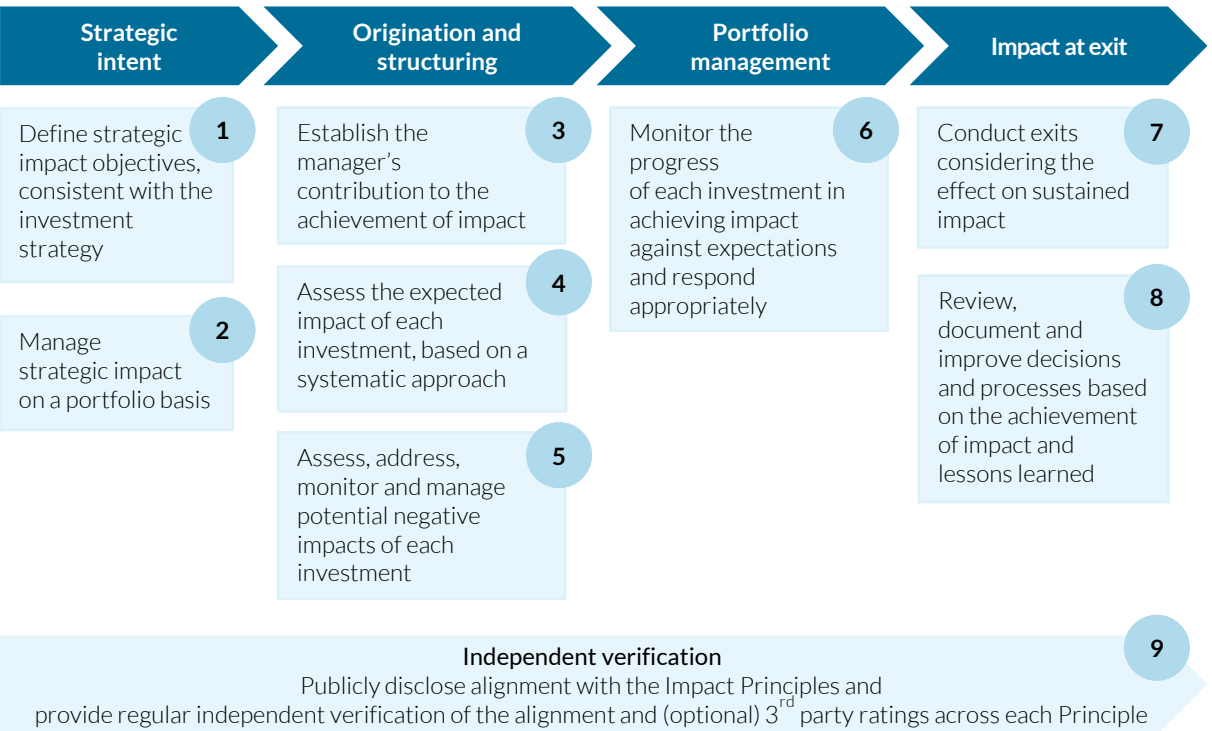 Strategic
intent
Origination and
structuring
Portfolio
management
Impact at exit
1
Define strategic
impact objectives,
consistent with the
investment
strategy
2
Manage
strategic impact
on a portfolio basis
3
Establish the
manager’s
contribution to the
achievement of impact
4
Assess the expected
impact of each
investment, based on a
systematic approach
5
Assess, address,
monitor and manage
potential negative
impacts of each
investment
6
Monitor the
progress
of each investment in
achieving impact
against expectations
and respond
appropriately
7
Conduct exits
considering the
effect on sustained
impact
8
Review,
document and
improve decisions
and processes based
on the achievement
of impact and
lessons learned
9
Independent verification
Publicly disclose alignment with the Impact Principles and
provide regular independent verification of the alignment and (optional) 3rd party ratings across each Principle